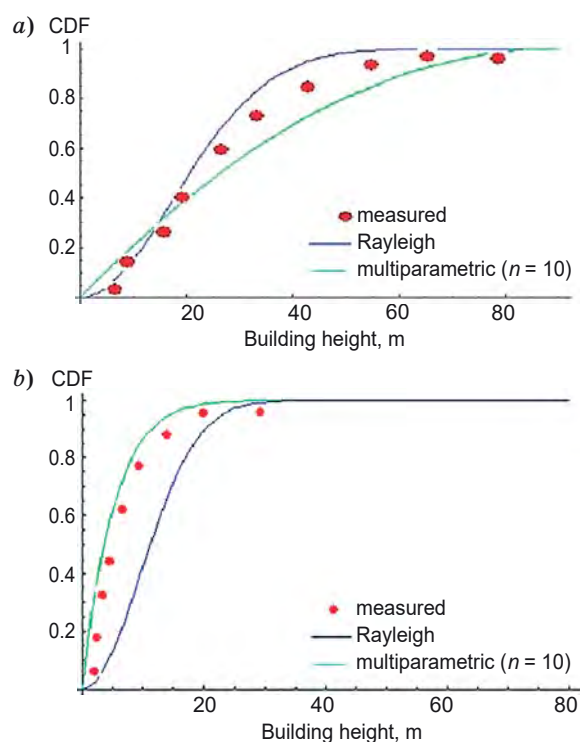 a) CDF
1
0.8
0.6
0.4
0.2
measured
Rayleigh
multiparametric (n = 10)
20 40 60 80
Building height, m
b) CDF
1
0.8
0.6
0.4
0.2
measured
Rayleigh
multiparametric (n = 10)
20 40 60 80
Building height, m